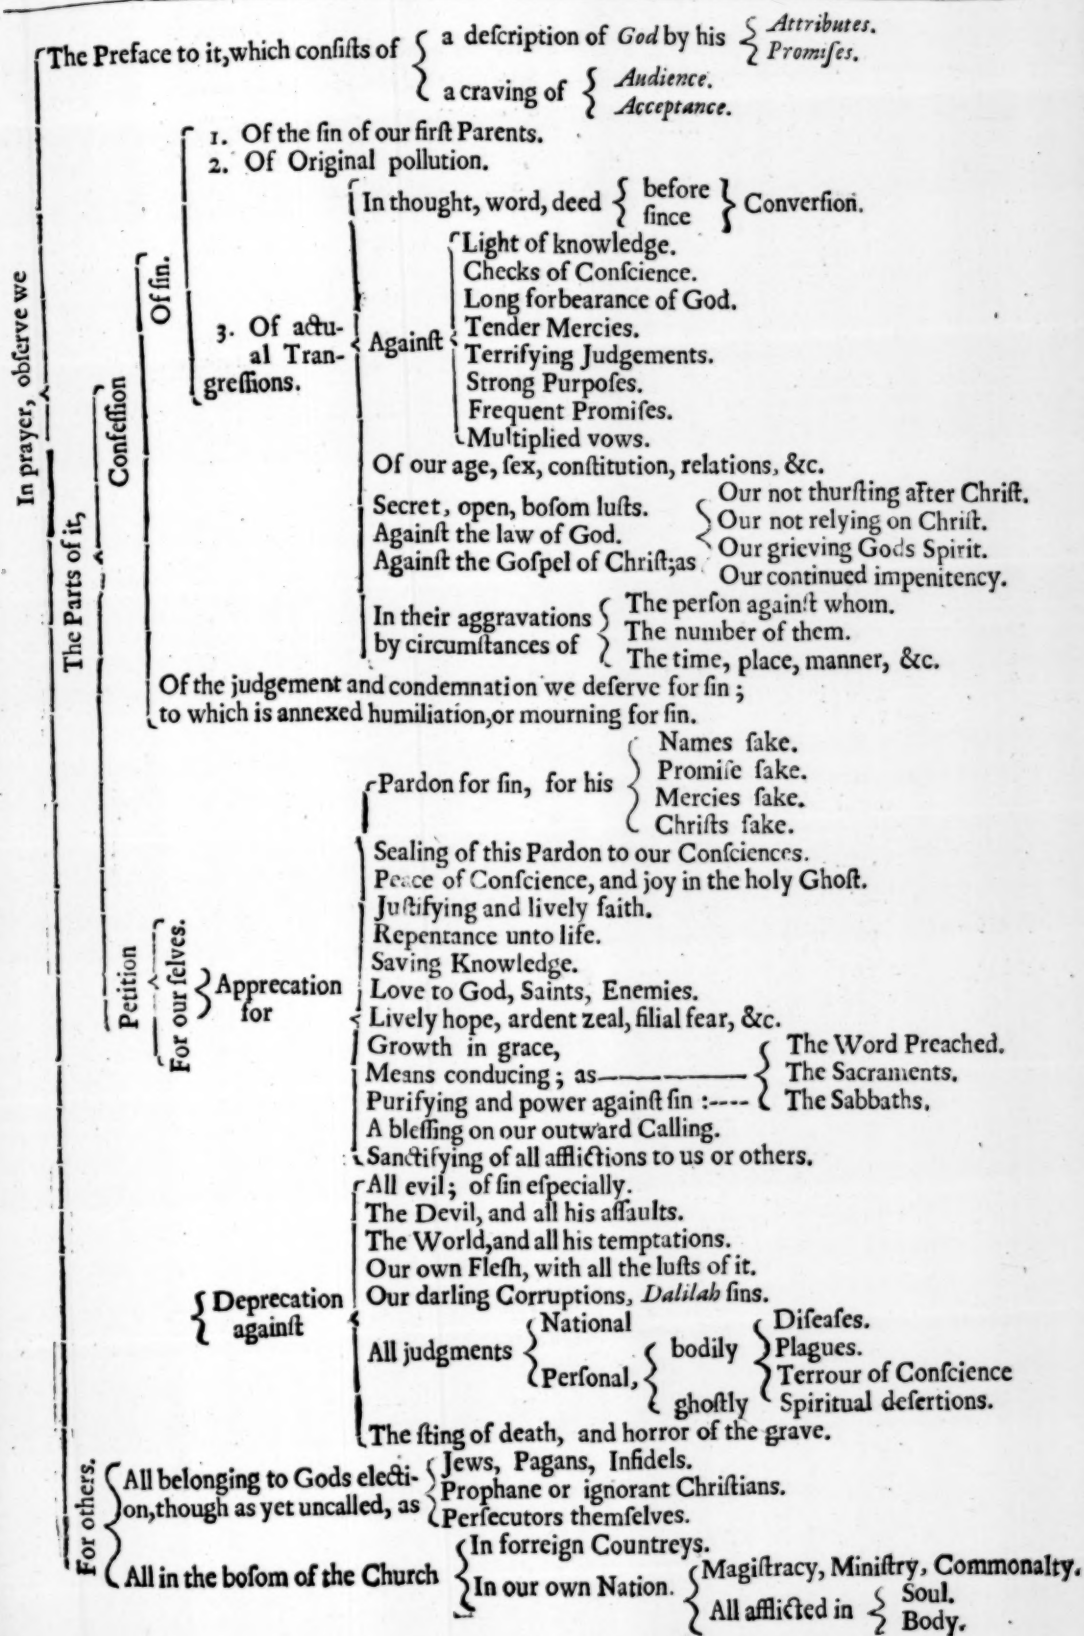 In prayer, obſerve we
The Preface to it, which conſiſts of
a deſcription of God by his
Attributes.
Promiſes.
a craving of
Audience.
Acceptance.
The Parts of it,
Confeſſion
Of ſin.
1. Of the ſin of our firſt Parents.
2. Of Original pollution.
3. Of actu-
al Tran-
greſſions.
In thought, word, deed
before
ſince
Converſion.
Againſt
Light of knowledge.
Checks of Conſcience.
Long forbearance of God.
Tender Mercies.
Terrifying Judgements.
Strong Purpoſes.
Frequent Promiſes.
Multiplied vows.
Of our age, ſex, conſtitution, relations, &c.
Secret, open, boſom luſts.
Againſt the law of God.
Againſt the Goſpel of Chriſt; as
Our not thurſting after Chriſt.
Our not relying on Chriſt.
Our grieving Gods Spirit.
Our continued impenitency.
In their aggravations
by circumſtances of
The perſon againſt whom.
The number of them.
The time, place, manner, &c.
Of the judgement and condemnation we deſerve for ſin;
to which is annexed humiliation, or mourning for ſin.
Petition
For our ſelves.
Apprecation
for
Pardon for ſin, for his
Names ſake.
Promiſe ſake.
Mercies ſake.
Chriſts ſake.
Sealing of this Pardon to our Conſciences.
Peace of Conſcience, and joy in the holy Ghoſt.
Juſtifying and lively faith.
Repentance unto life.
Saving Knowledge.
Love to God, Saints, Enemies.
Lively hope, ardent zeal, filial fear, &c.
Growth in grace,
Means conducing; as
Purifying and power againſt ſin :----
The Word Preached.
The Sacraments.
The Sabbaths.
A bleſſing on our outward Calling.
Sanctifying of all afflictions to us or others.
Deprecation
againſt
All evil; of ſin eſpecially.
The Devil, and all his aſſaults.
The World, and all his temptations.
Our own Fleſh, with all the luſts of it.
Our darling Corruptions, Dalilah ſins.
All judgments
National
Perſonal,
bodily
ghoſtly
Diſeaſes.
Plagues.
Terrour of Conſcience
Spiritual deſertions.
The ſting of death, and horror of the grave.
For others.
All belonging to Gods electi-
on, though as yet uncalled, as
Jews, Pagans, Infidels.
Prophane or ignorant Chriſtians.
Perſecutors themſelves.
All in the boſom of the Church
In forreign Countreys.
In our own Nation.
Magiſtracy, Miniſtry, Commonalty.
All afflicted in
Soul.
Body.